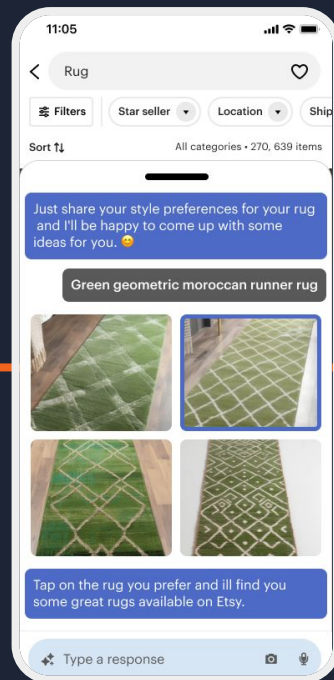 11:05
Rug
Filters
Star seller
Location
Ship
Sort
All categories • 270, 639 items
Just share your style preferences for your rug
and I'll be happy to come up with some
ideas for you. 😊
Green geometric moroccan runner rug
Tap on the rug you prefer and ill find you
some great rugs available on Etsy.
Type a response